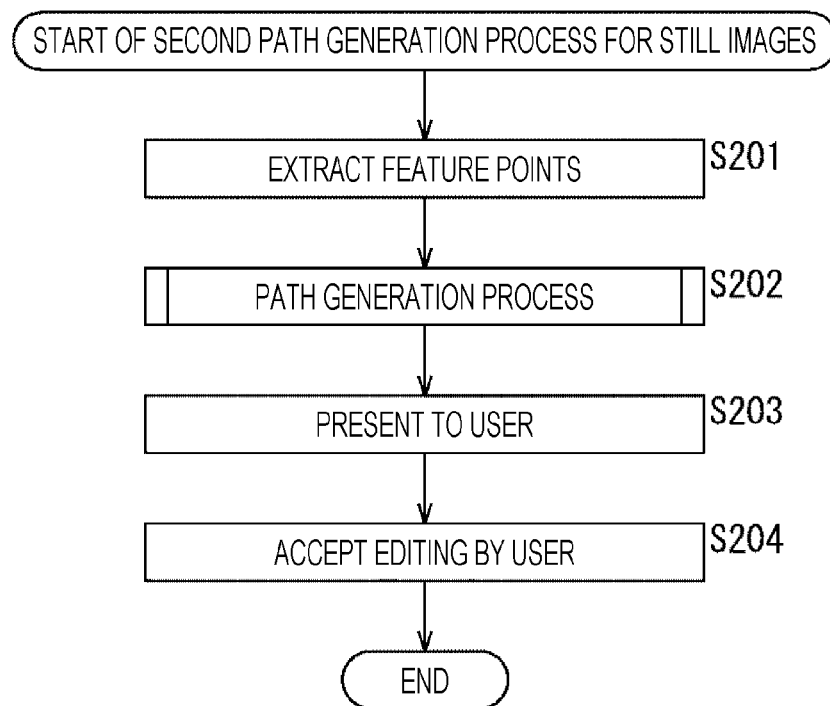 START OF SECOND PATH GENERATION PROCESS FOR STILL IMAGES
EXTRACT FEATURE POINTS
S201
PATH GENERATION PROCESS
S202
PRESENT TO USER
S203
ACCEPT EDITING BY USER
S204
END